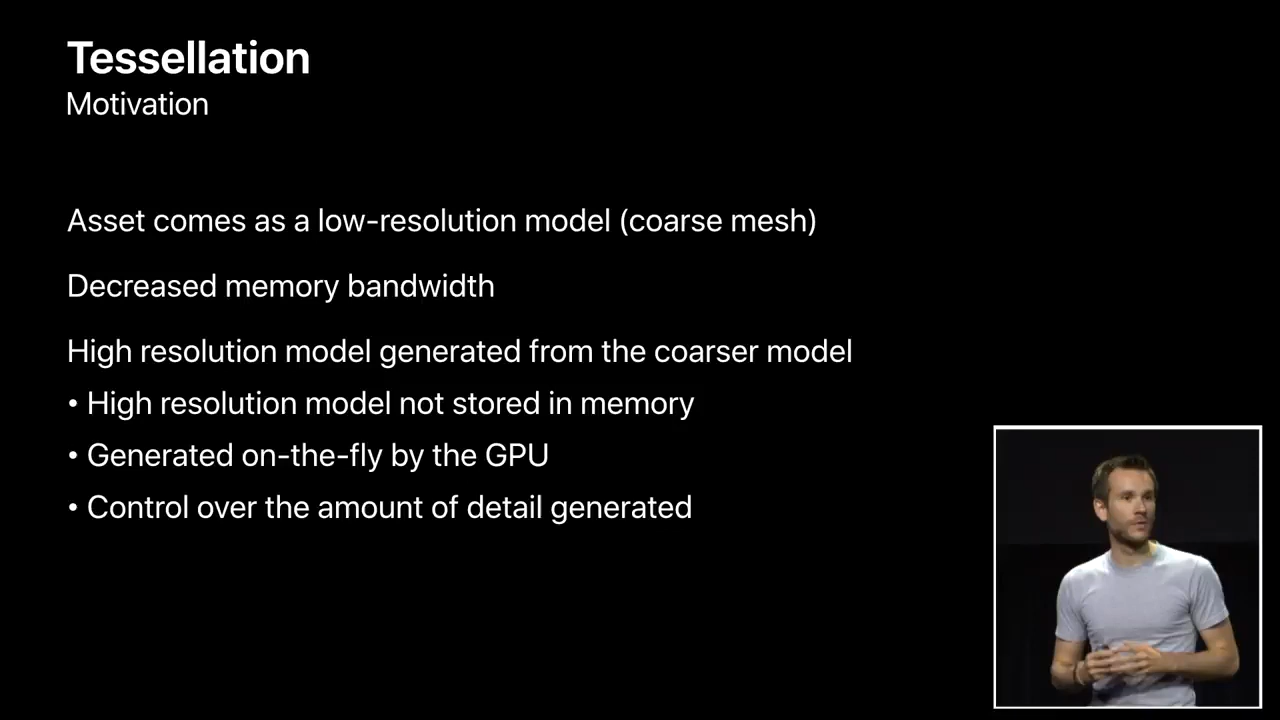 Tessellation
Motivation
Asset comes as a low-resolution model (coarse mesh)
Decreased memory bandwidth
High resolution model generated from the coarser model
• High resolution model not stored in memory
• Generated on-the-fly by the GPU
• Control over the amount of detail generated